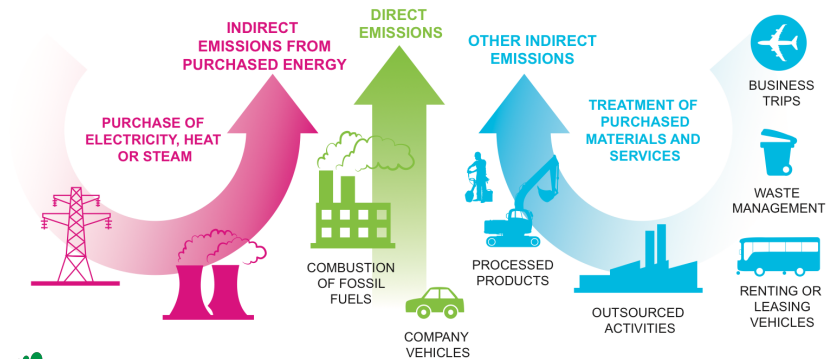 INDIRECT
EMISSIONS FROM
PURCHASED ENERGY
DIRECT
EMISSIONS
OTHER INDIRECT
EMISSIONS
PURCHASE OF
ELECTRICITY, HEAT
OR STEAM
TREATMENT OF
PURCHASED
MATERIALS AND
SERVICES
BUSINESS
TRIPS
WASTE
MANAGEMENT
COMBUSTION
OF FOSSIL
FUELS
COMPANY
VEHICLES
PROCESSED
PRODUCTS
OUTSOURCED
ACTIVITIES
RENTING OR
LEASING
VEHICLES